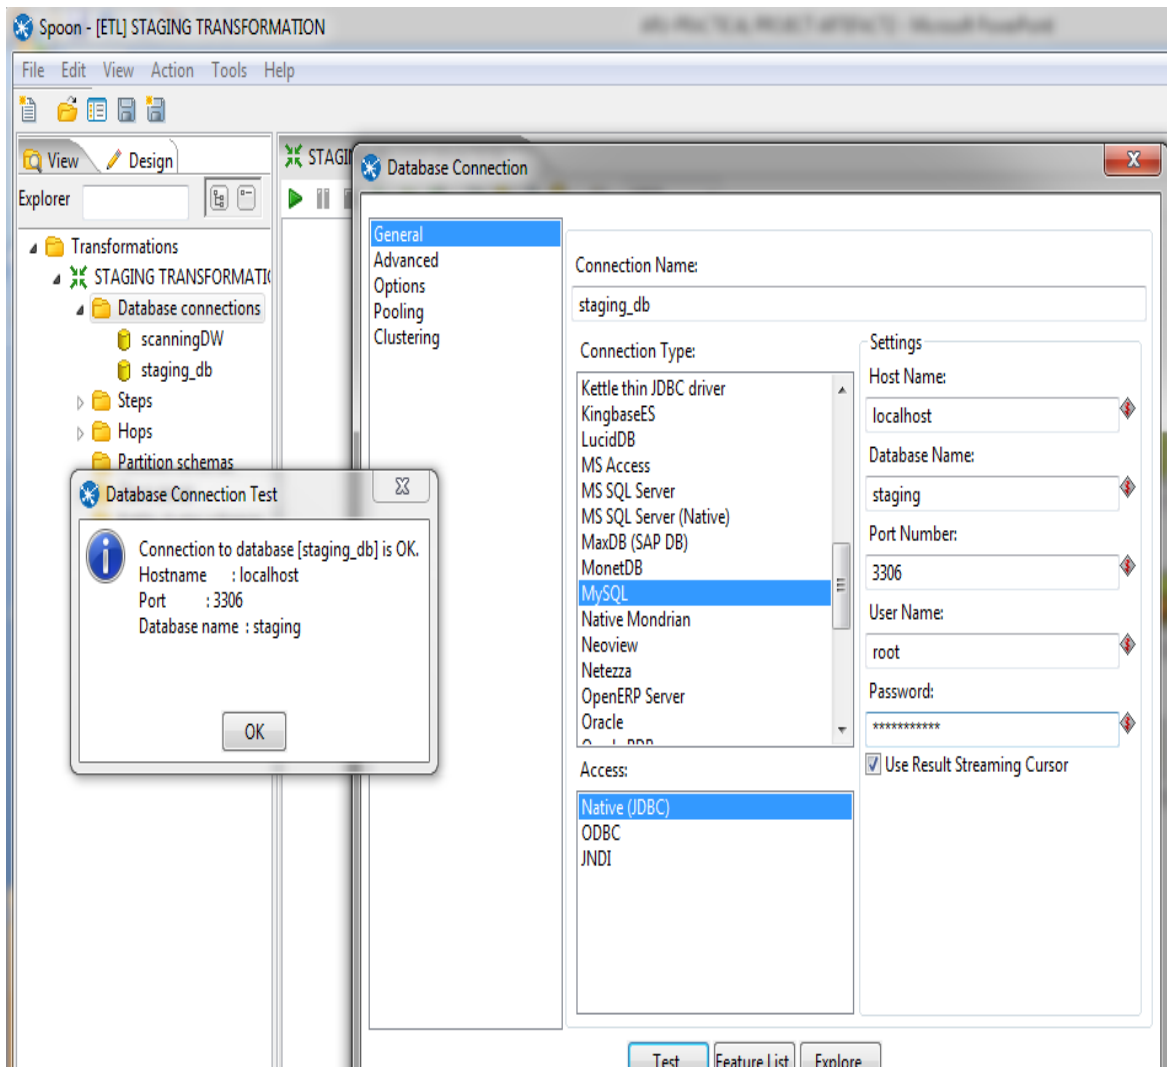 Spoon - [ETL] STAGING TRANSFORMATION
File Edit View Action Tools Help
View Design
Explorer
Transformations
STAGING TRANSFORMATI
Database connections
scanningDW
staging_db
Steps
Hops
Partition schemas
STAGI
Database Connection
X
General
Advanced
Options
Pooling
Clustering
Connection Name:
staging_db
Connection Type:
Kettle thin JDBC driver
KingbaseES
LucidDB
MS Access
MS SQL Server
MS SQL Server (Native)
MaxDB (SAP DB)
MonetDB
MySQL
Native Mondrian
Neoview
Netezza
OpenERP Server
Oracle
Access:
Native (JDBC)
ODBC
JNDI
Settings
Host Name:
localhost
Database Name:
staging
Port Number:
3306
User Name:
root
Password:
***********
Use Result Streaming Cursor
Test Feature List Explore
Database Connection Test
Connection to database [staging_db] is OK.
Hostname : localhost
Port : 3306
Database name : staging
OK